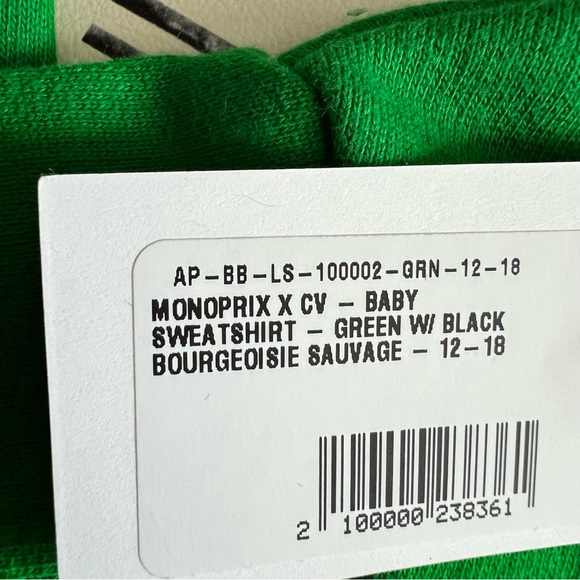 AP-BB-LS-100002-GRN-12-18
MONOPRIX X CV - BABY
SWEATSHIRT - GREEN W/ BLACK
BOURGEOISIE SAUVAGE - 12-18
2 100000 238361